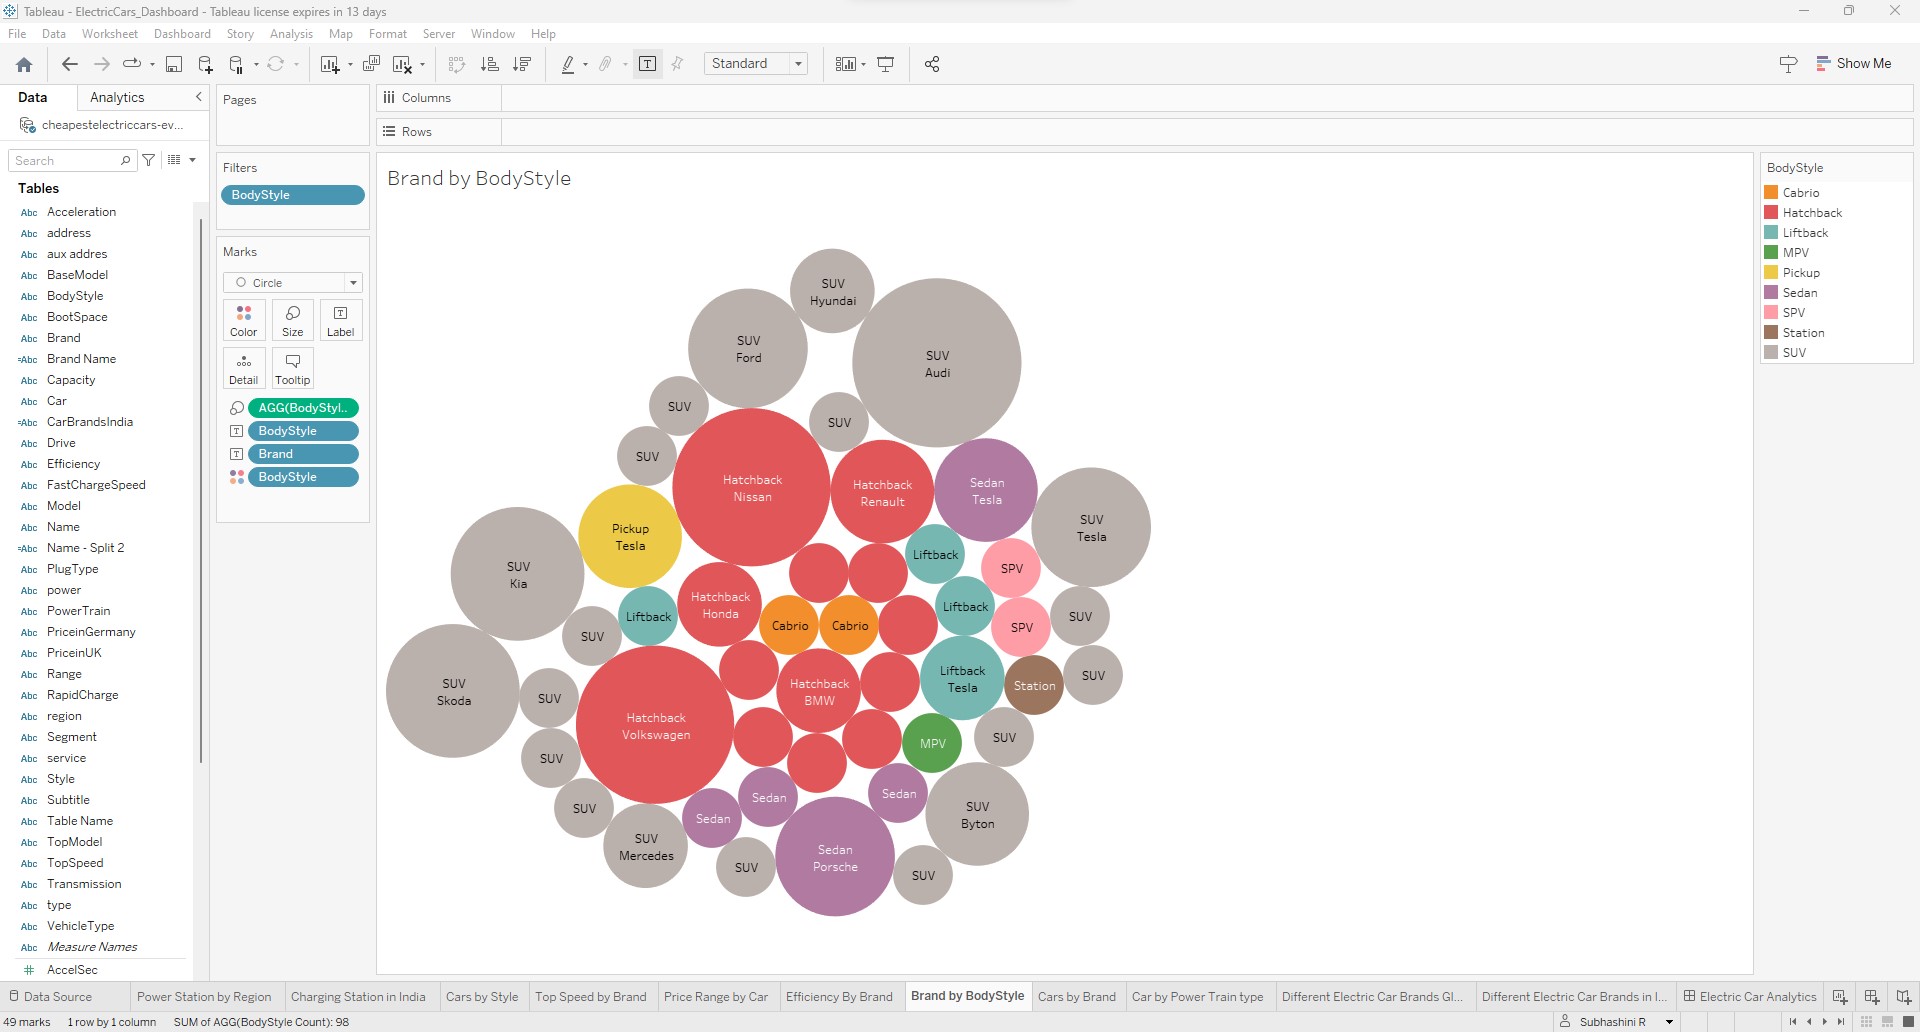 Tableau - ElectricCars_Dashboard - Tableau license expires in 13 days
File Data Worksheet Dashboard Story Analysis Map Format Server Window Help
Standard
Show Me
Data Analytics
cheapestelectriccars-ev...
Search
Tables
Abc Acceleration
Abc address
Abc aux addres
Abc BaseModel
Abc BodyStyle
Abc BootSpace
Abc Brand
=Abc Brand Name
Abc Capacity
Abc Car
=Abc CarBrandsIndia
Abc Drive
Abc Efficiency
Abc FastChargeSpeed
Abc Model
Abc Name
=Abc Name - Split 2
Abc PlugType
Abc power
Abc PowerTrain
Abc PriceinGermany
Abc PriceinUK
Abc Range
Abc RapidCharge
Abc region
Abc Segment
Abc service
Abc Style
Abc Subtitle
Abc Table Name
Abc TopModel
Abc TopSpeed
Abc Transmission
Abc type
Abc VehicleType
Abc Measure Names
# AccelSec
Pages
Filters
BodyStyle
Marks
Circle
Color Size Label
Detail Tooltip
AGG(BodyStyl..
T BodyStyle
T Brand
BodyStyle
Columns
Rows
Brand by BodyStyle
SUV
Hyundai
SUV
Ford
SUV
Audi
SUV
SUV
SUV
Hatchback
Nissan
Hatchback
Renault
Sedan
Tesla
SUV
Tesla
Pickup
Tesla
SUV
Kia
Liftback
SPV
Hatchback
Honda
Liftback
Liftback
Cabrio
Cabrio
SPV
SUV
SUV
SUV
Skoda
SUV
Hatchback
Volkswagen
Hatchback
BMW
Liftback
Tesla
Station
SUV
SUV
MPV
SUV
SUV
Sedan
Sedan
Sedan
SUV
Byton
SUV
Mercedes
SUV
Sedan
Porsche
SUV
BodyStyle
Cabrio
Hatchback
Liftback
MPV
Pickup
Sedan
SPV
Station
SUV
Data Source Power Station by Region Charging Station in India Cars by Style Top Speed by Brand Price Range by Car Efficiency By Brand Brand by BodyStyle Cars by Brand Car by Power Train type Different Electric Car Brands Gl... Different Electric Car Brands in I... Electric Car Analytics
49 marks 1 row by 1 column SUM of AGG(BodyStyle Count): 98 Subhashini R